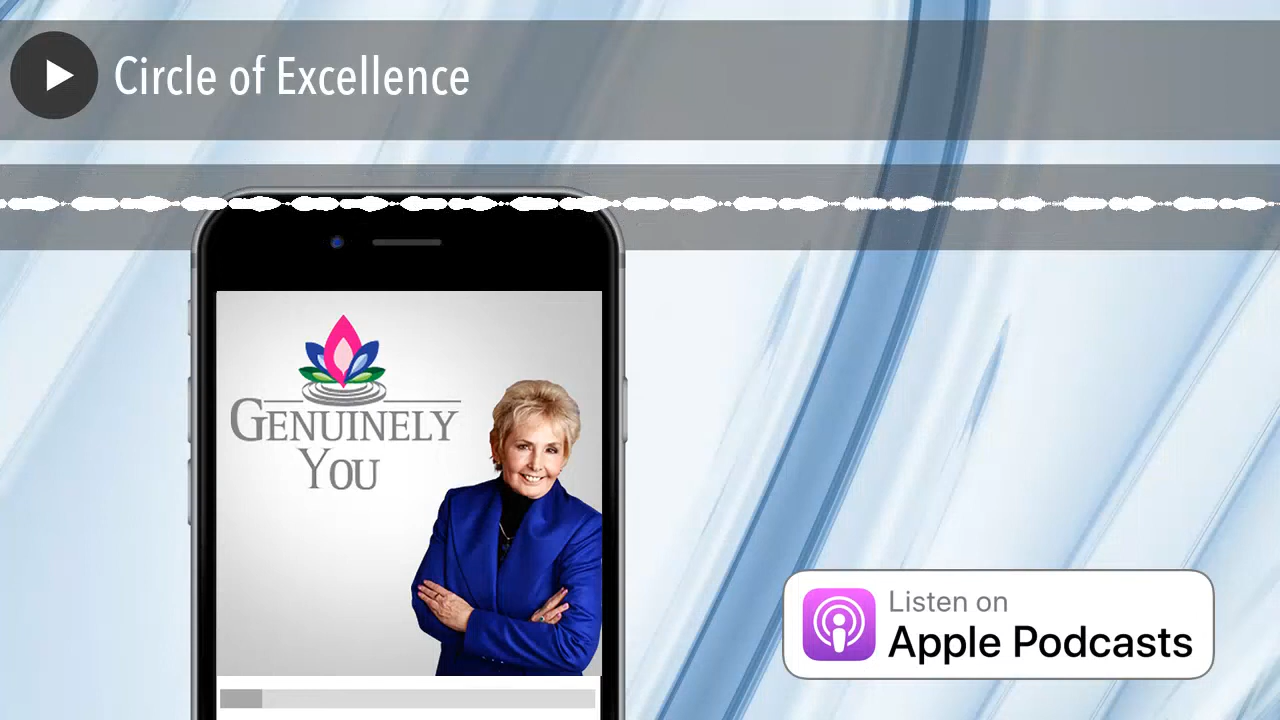 Circle of Excellence
GENUINELY
YOU
Listen on
Apple Podcasts